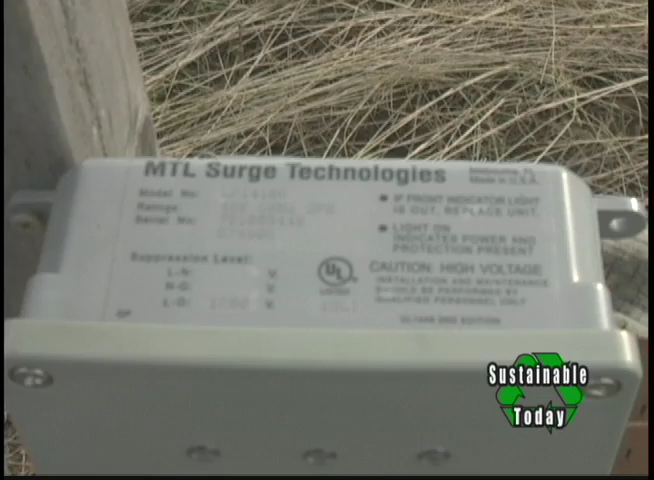 MTL Surge Technologies
Made in U.S.A.
Model No:
Ratings
Serial No:
Suppression Level:
L-N: V.
N-G: V.
L-G: V.
UL
LISTED
IF FRONT INDICATOR LIGHT
IS OUT, REPLACE UNIT.
LIGHT ON
INDICATES POWER AND
PROTECTION PRESENT
CAUTION: HIGH VOLTAGE
INSTALLATION AND MAINTENANCE
SHOULD BE PERFORMED BY
QUALIFIED PERSONNEL ONLY
Sustainable
Today